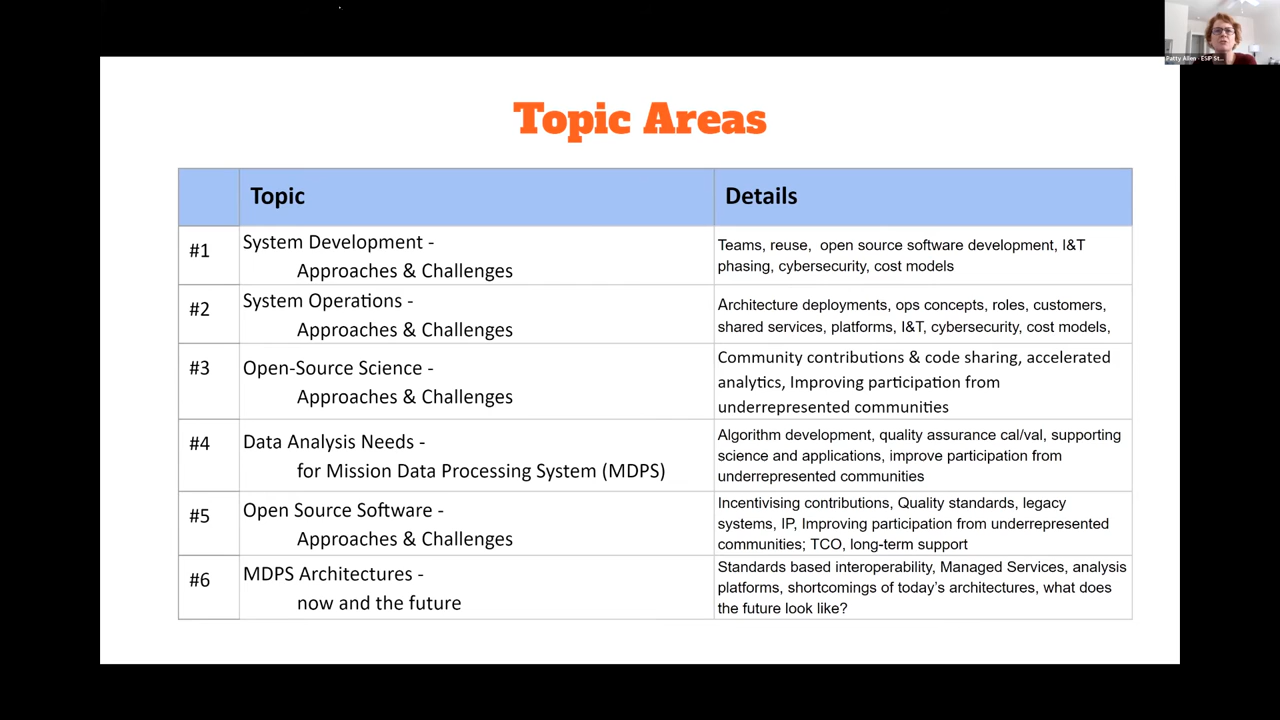 Patty Allen - ESIP St...
Topic Areas
Topic
Details
#1
System Development -
Approaches & Challenges
Teams, reuse,  open source software development, I&T
phasing, cybersecurity, cost models
#2
System Operations -
Approaches & Challenges
Architecture deployments, ops concepts, roles, customers,
shared services, platforms, I&T, cybersecurity, cost models,
#3
Open-Source Science -
Approaches & Challenges
Community contributions & code sharing, accelerated
analytics, Improving participation from
underrepresented communities
#4
Data Analysis Needs -
for Mission Data Processing System (MDPS)
Algorithm development, quality assurance cal/val, supporting
science and applications, improve participation from
underrepresented communities
#5
Open Source Software -
Approaches & Challenges
Incentivising contributions, Quality standards, legacy
systems, IP, Improving participation from underrepresented
communities; TCO, long-term support
#6
MDPS Architectures -
now and the future
Standards based interoperability, Managed Services, analysis
platforms, shortcomings of today's architectures, what does
the future look like?